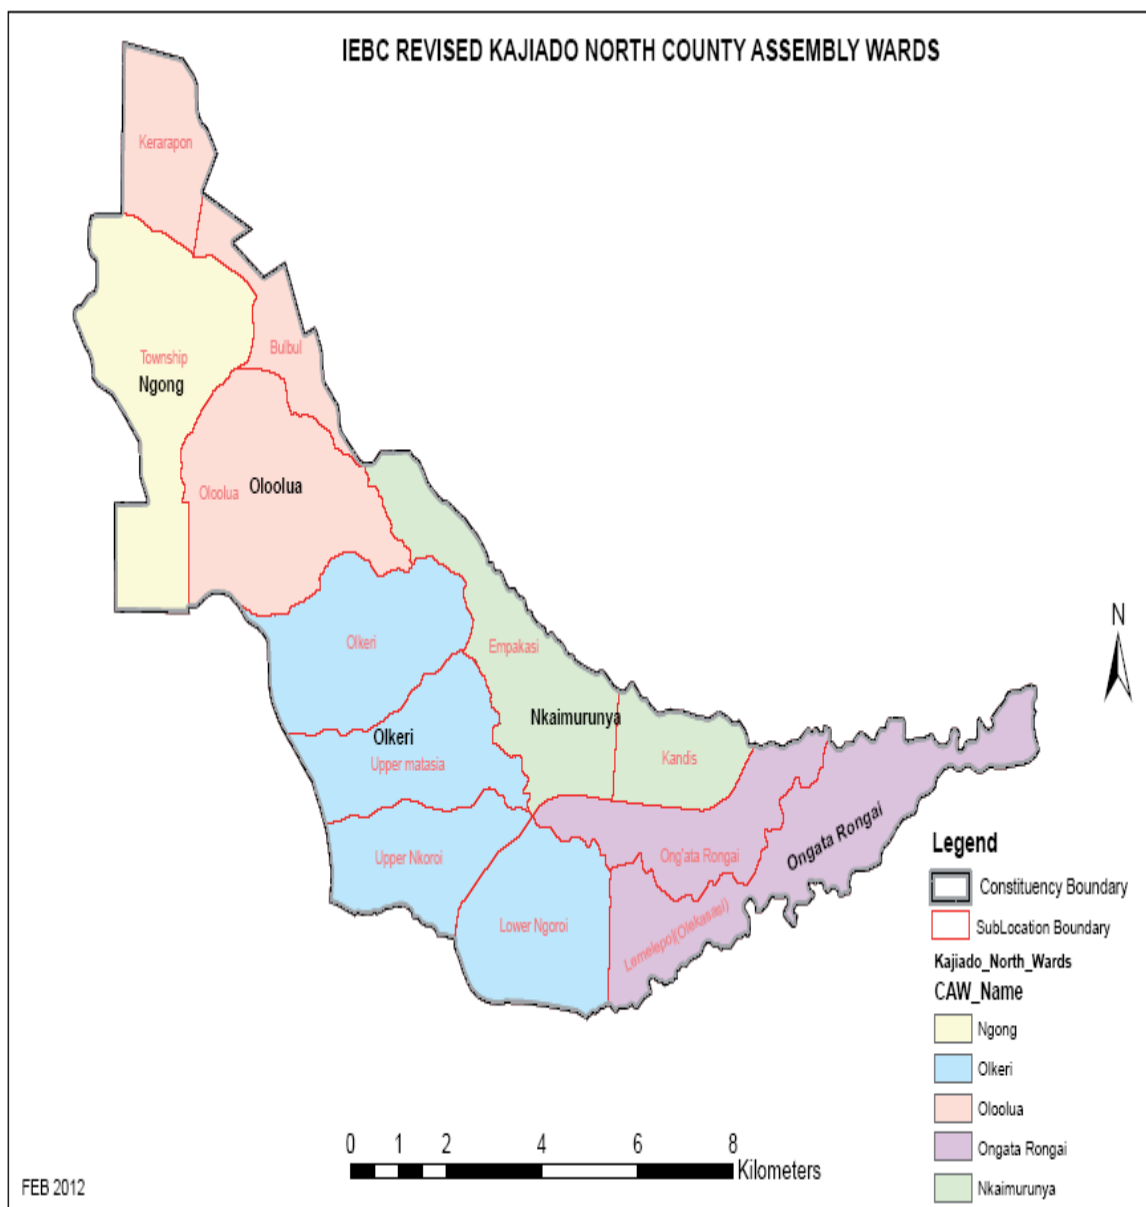 IEBC REVISED KAJIADO NORTH COUNTY ASSEMBLY WARDS
Kerarapon
Bulbul
Township
Ngong
Oloolua
Oloolua
Olkeri
Empakasi
Nkaimurunya
Olkeri
Upper matasia
Kandis
Upper Nkoroi
Ong'ata Rongai
Ongata Rongai
Lower Ngoroi
Lemelepo(Olekasasi)
N
Legend
Constituency Boundary
SubLocation Boundary
Kajiado_North_Wards
CAW_Name
Ngong
Olkeri
Oloolua
Ongata Rongai
Nkaimurunya
0 1 2 4 6 8
Kilometers
FEB 2012